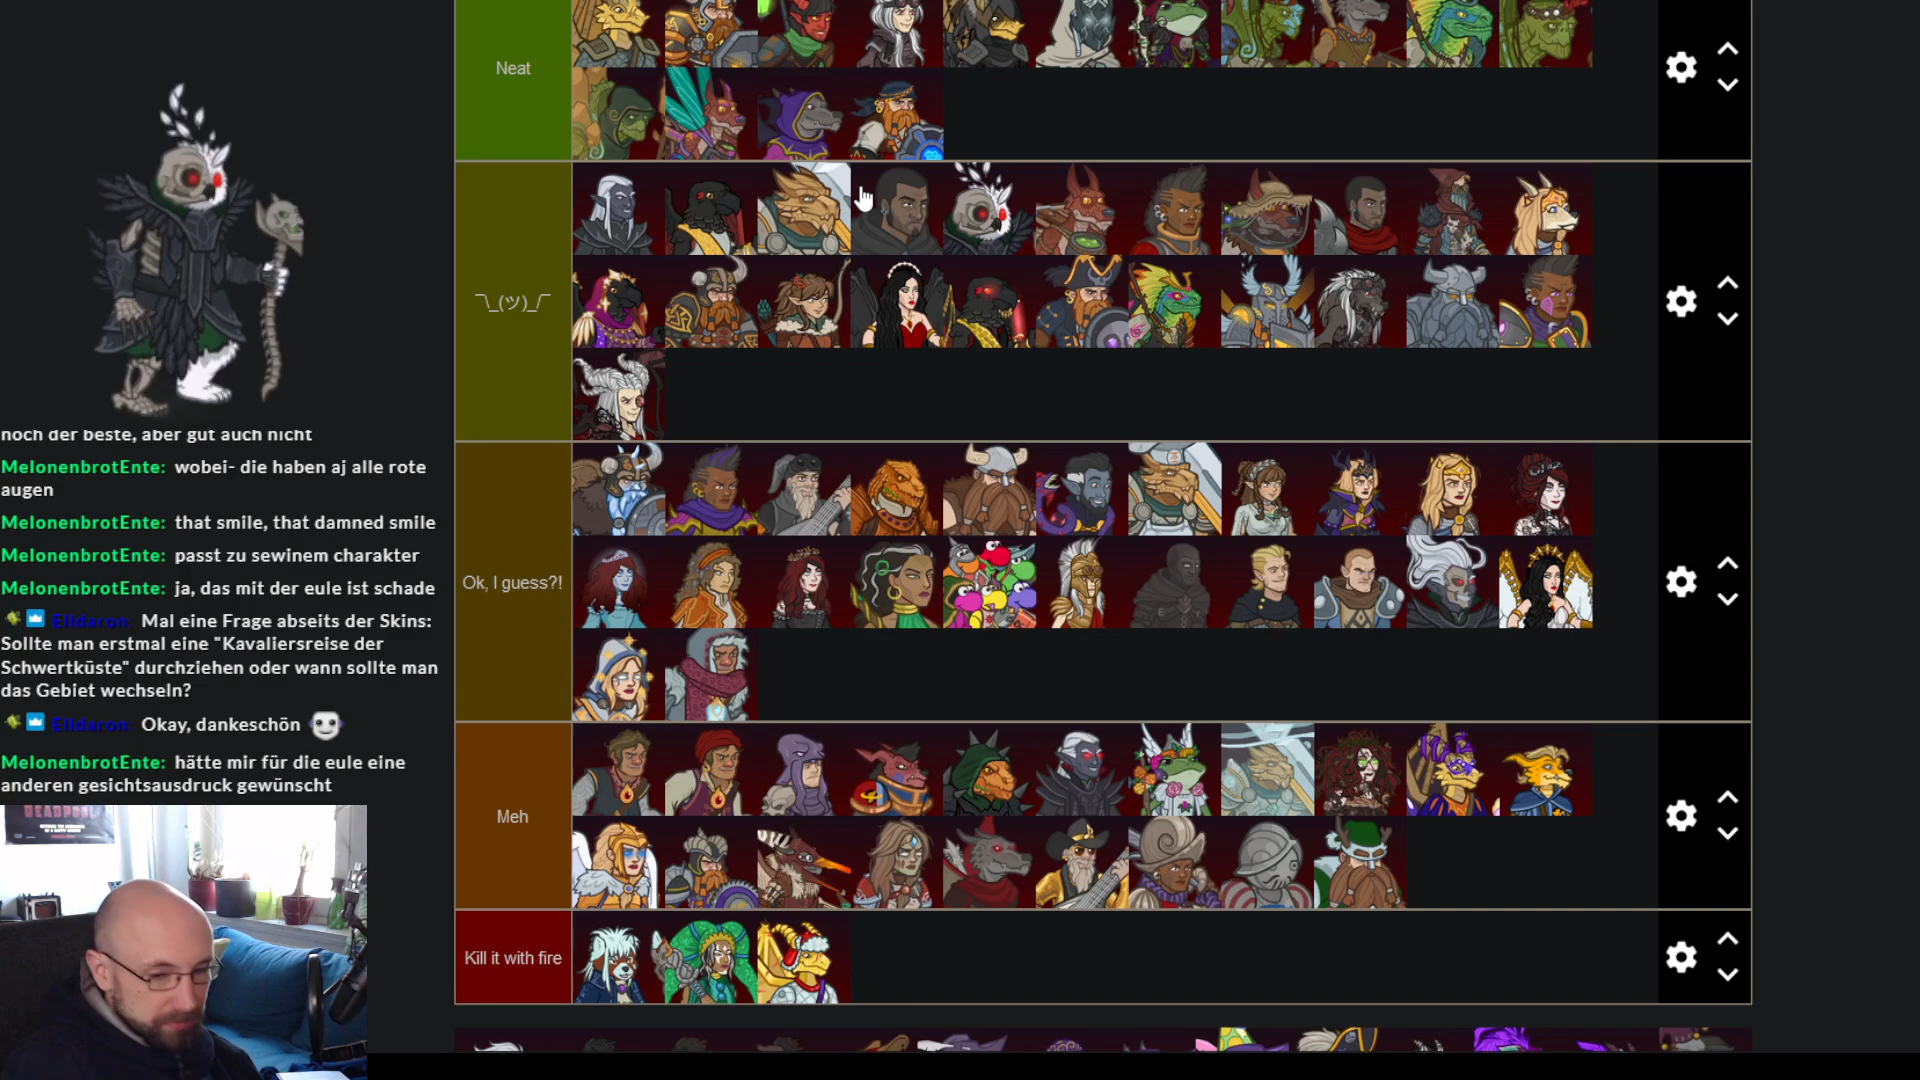 Neat
¯\_(ツ)_/¯
Ok, I guess?!
Meh
Kill it with fire
noch der beste, aber gut auch nicht
MelonenbrotEnte: wobei- die haben aj alle rote
augen
MelonenbrotEnte: that smile, that damned smile
MelonenbrotEnte: passt zu sewinem charakter
MelonenbrotEnte: ja, das mit der eule ist schade
Elldaron: Mal eine Frage abseits der Skins:
Sollte man erstmal eine "Kavaliersreise der
Schwertküste" durchziehen oder wann sollte man
das Gebiet wechseln?
Elldaron: Okay, dankeschön
MelonenbrotEnte: hätte mir für die eule eine
anderen gesichtsausdruck gewünscht
DEADPOOL